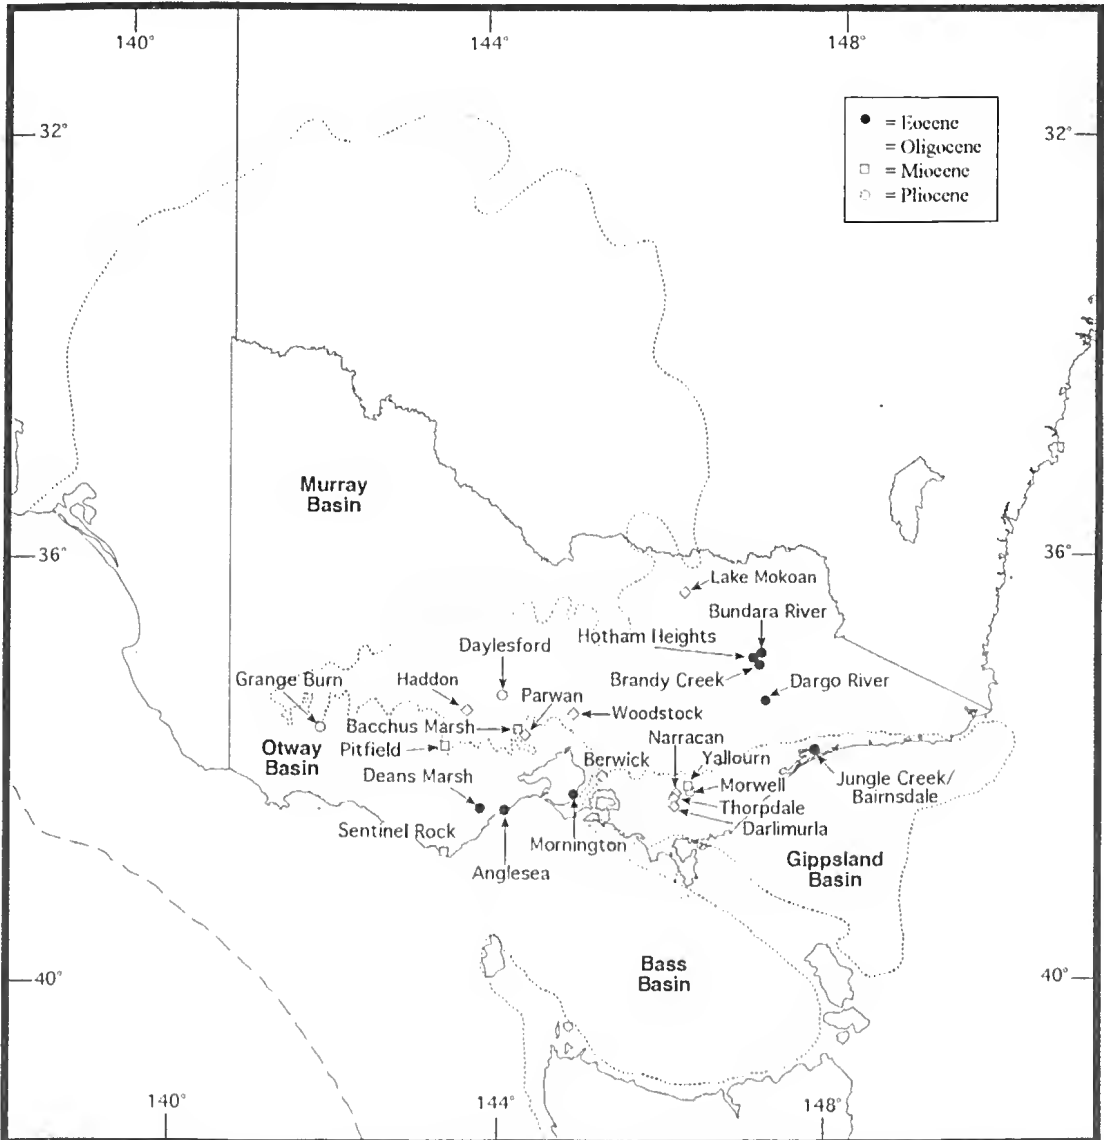 140°
144°
148°
32°
32°
= Eocene
= Oligocene
= Miocene
= Pliocene
Murray
Basin
36°
36°
Lake Mokoan
Bundara River
Hotham Heights
Daylesford
Brandy Creek
Dargo River
Grange Burn
Haddon
Parwan
Woodstock
Bacchus Marsh
Narracan
Pitfield
Otway
Basin
Berwick
Yallourn
Deans Marsh
Morwell
Jungle Creek/
Bairnsdale
Thorpdale
Sentinel Rock
Darlimurla
Mornington
Anglesea
Gippsland
Basin
Bass
Basin
40°
40°
140°
144°
148°